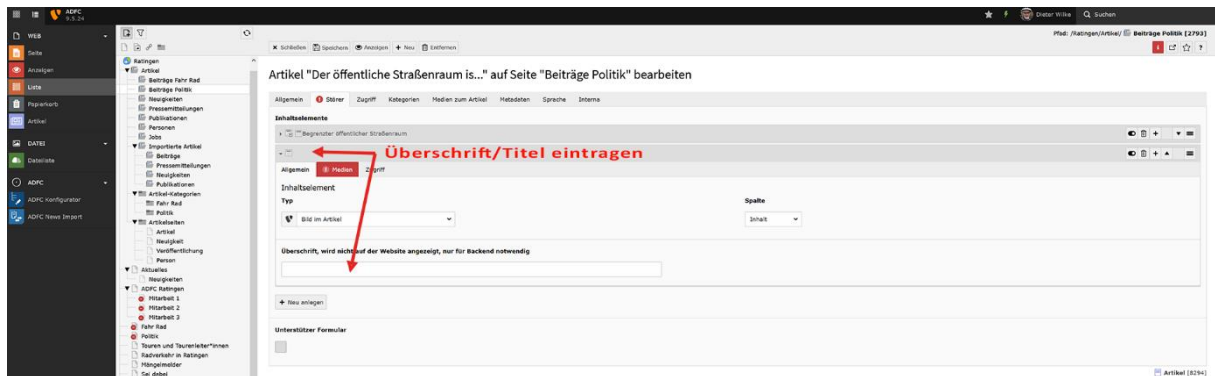 ADFC
9.5.24
Dieter Wilke
Suchen
WEB
Seite
Anzeigen
Liste
Papierkorb
Artikel
DATEI
Dateiliste
ADFC
ADFC Konfigurator
ADFC News Import
Ratingen
Artikel
Beiträge Fahr Rad
Beiträge Politik
Neuigkeiten
Pressemitteilungen
Publikationen
Personen
Jobs
Importierte Artikel
Beiträge
Pressemitteilungen
Neuigkeiten
Publikationen
Artikel-Kategorien
Fahr Rad
Politik
Artikelseiten
Artikel
Neuigkeit
Veröffentlichung
Person
Aktuelles
Neuigkeiten
ADFC Ratingen
Mitarbeit 1
Mitarbeit 2
Mitarbeit 3
Fahr Rad
Politik
Touren und Tourenleiter*innen
Radverkehr in Ratingen
Mängelmelder
Sei dabei
Pfad: /Ratingen/Artikel/ Beiträge Politik [2793]
Schließen Speichern Anzeigen + Neu Entfernen
Artikel "Der öffentliche Straßenraum is..." auf Seite "Beiträge Politik" bearbeiten
Allgemein Störer Zugriff Kategorien Medien zum Artikel Metadaten Sprache Interna
Inhaltselemente
Begrenzter öffentlicher Straßenraum
Überschrift/Titel eintragen
Allgemein Medien Zugriff
Inhaltselement
Typ Spalte
Bild im Artikel Inhalt
Überschrift, wird nicht auf der Website angezeigt, nur für Backend notwendig
+ Neu anlegen
Unterstützer Formular
Artikel [8294]